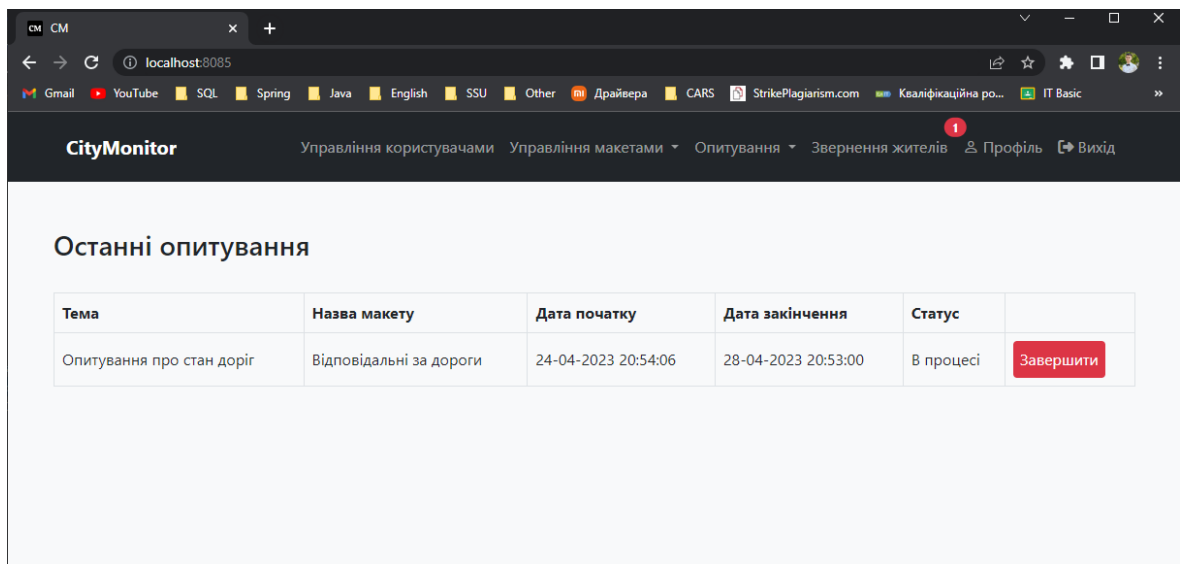 CM CM
localhost:8085
Gmail YouTube SQL Spring Java English SSU Other Драйвера CARS StrikePlagiarism.com Кваліфікаційна ро... IT Basic »
CityMonitor Управління користувачами Управління макетами Опитування Звернення жителів 1 Профіль Вихід
Останні опитування
Тема Назва макету Дата початку Дата закінчення Статус
Опитування про стан доріг Відповідальні за дороги 24-04-2023 20:54:06 28-04-2023 20:53:00 В процесі Завершити